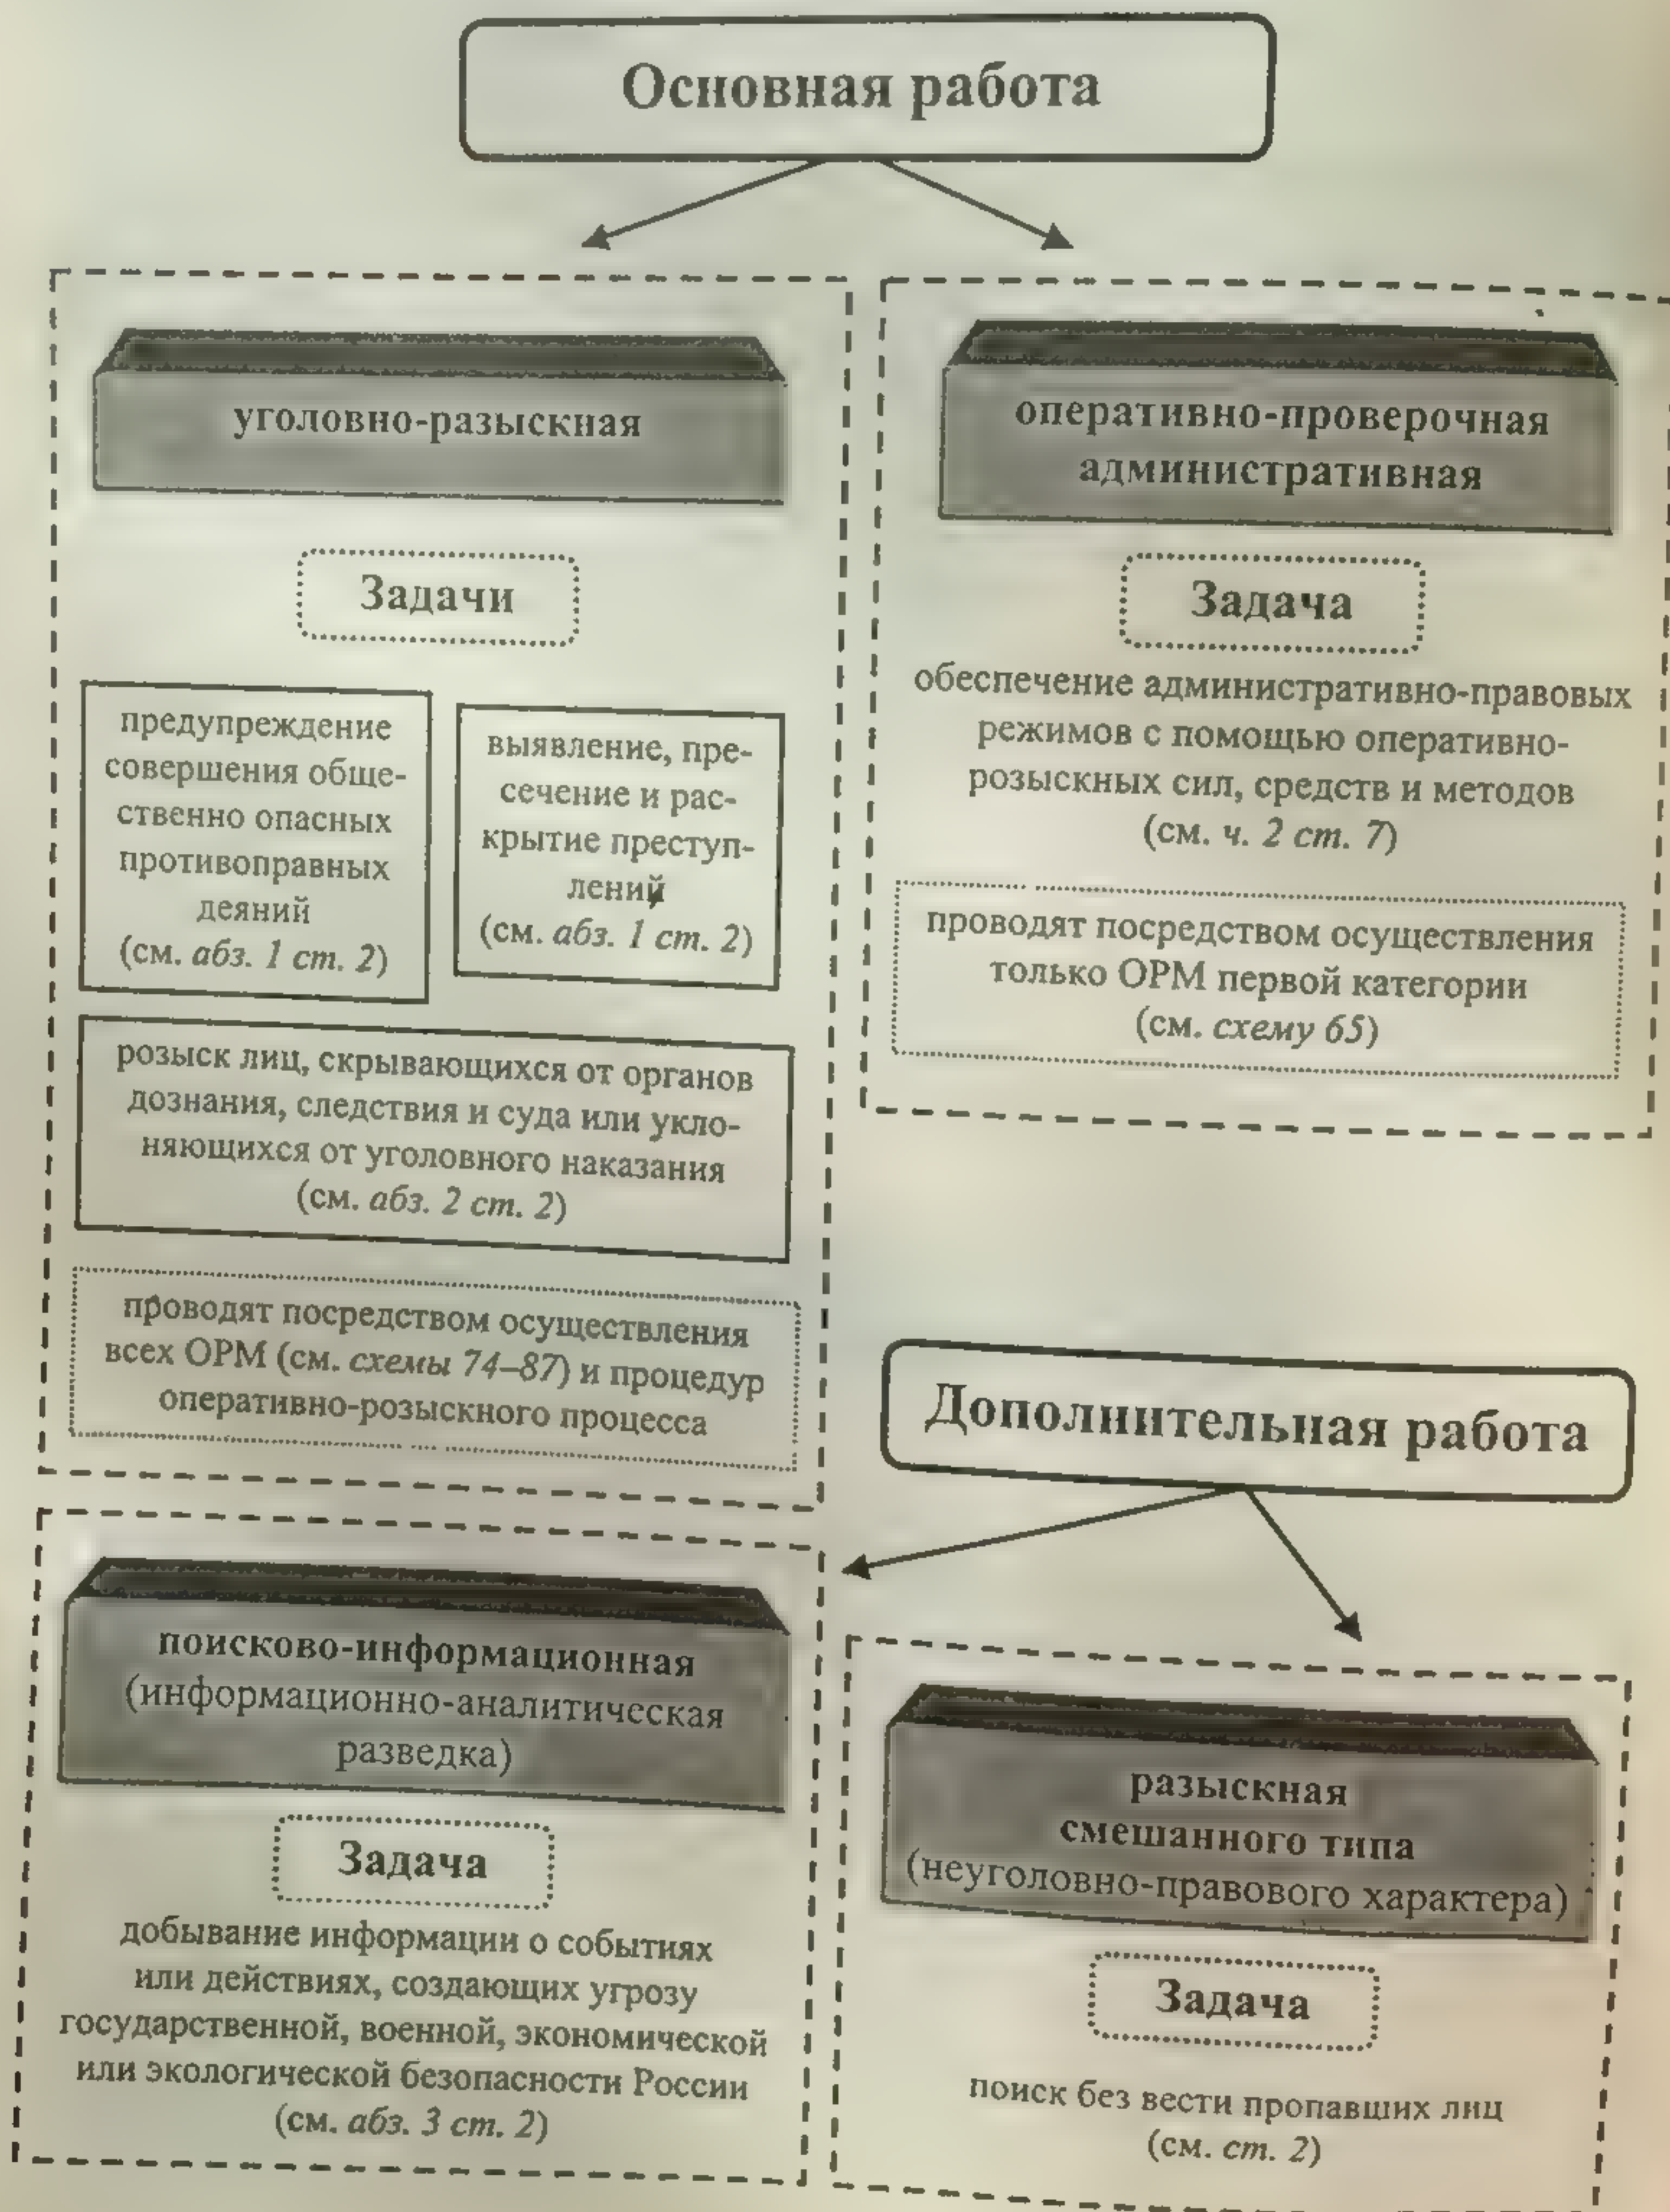 Основная работа
уголовно-разыскная
Задачи
предупреждение
совершения обще-
ственно опасных
противоправных
деяний
(см. абз. 1 ст. 2)
выявление, пре-
сечение и рас-
крытие преступ-
лений
(см. абз. 1 ст. 2)
розыск лиц, скрывающихся от органов
дознания, следствия и суда или укло-
няющихся от уголовного наказания
(см. абз. 2 ст. 2)
проводят посредством осуществления
всех ОРМ (см. схемы 74–87) и процедур
оперативно-розыскного процесса
оперативно-проверочная
административная
Задача
обеспечение административно-правовых
режимов с помощью оперативно-
розыскных сил, средств и методов
(см. ч. 2 ст. 7)
проводят посредством осуществления
только ОРМ первой категории
(см. схему 65)
Дополнительная работа
поисково-информационная
(информационно-аналитическая
разведка)
Задача
добывание информации о событиях
или действиях, создающих угрозу
государственной, военной, экономической
или экологической безопасности России
(см. абз. 3 ст. 2)
разыскная
смешанного типа
(неуголовно-правового характера)
Задача
поиск без вести пропавших лиц
(см. ст. 2)